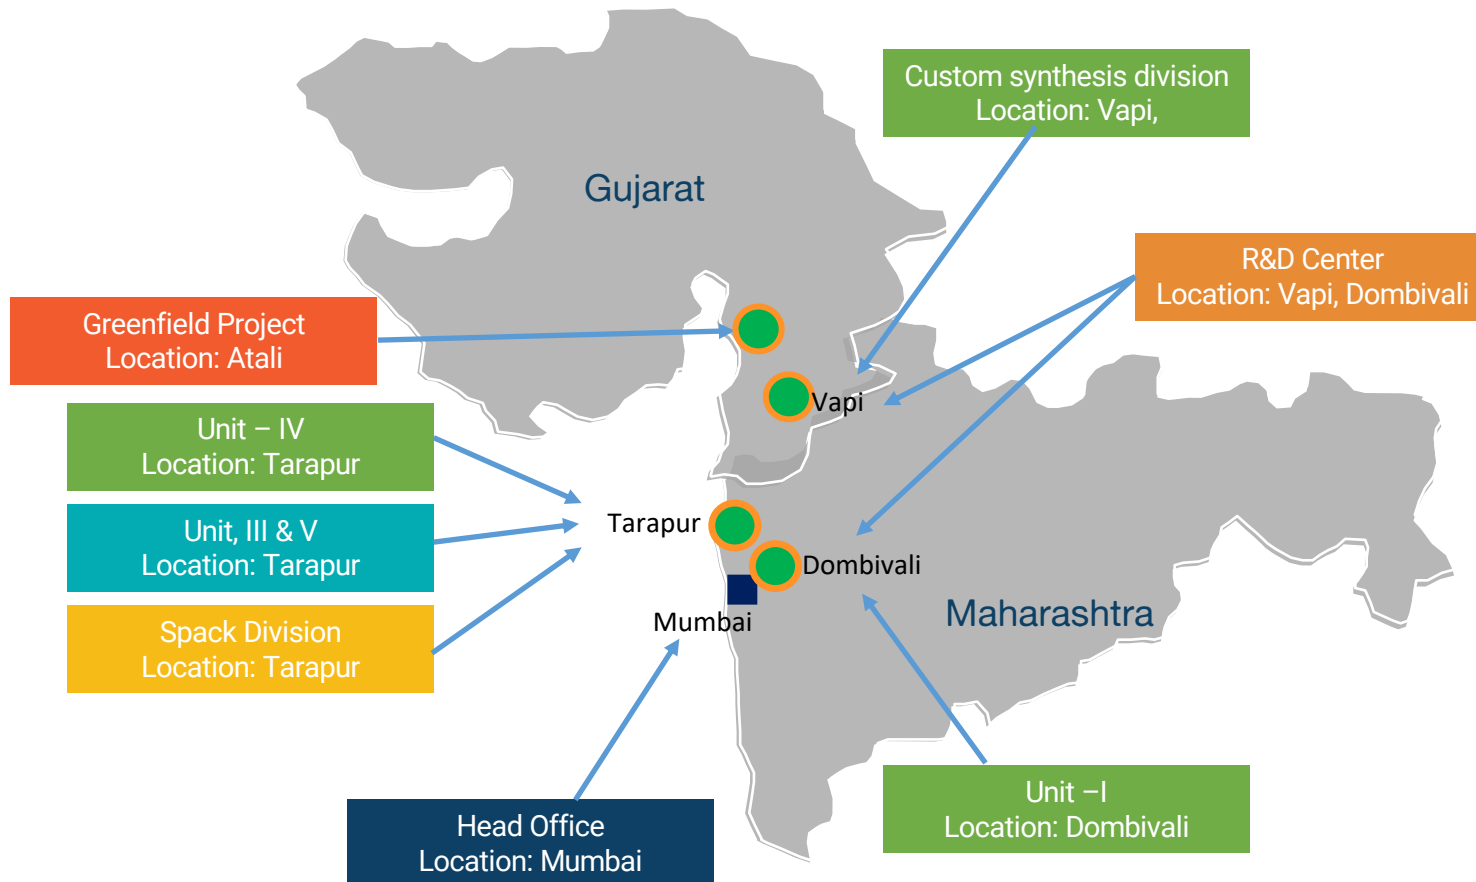 Custom synthesis division
Location: Vapi,
Gujarat
R&D Center
Location: Vapi, Dombivali
Greenfield Project
Location: Atali
Vapi
Unit – IV
Location: Tarapur
Unit, III & V
Location: Tarapur
Tarapur
Dombivali
Spack Division
Location: Tarapur
Mumbai
Maharashtra
Unit –I
Location: Dombivali
Head Office
Location: Mumbai